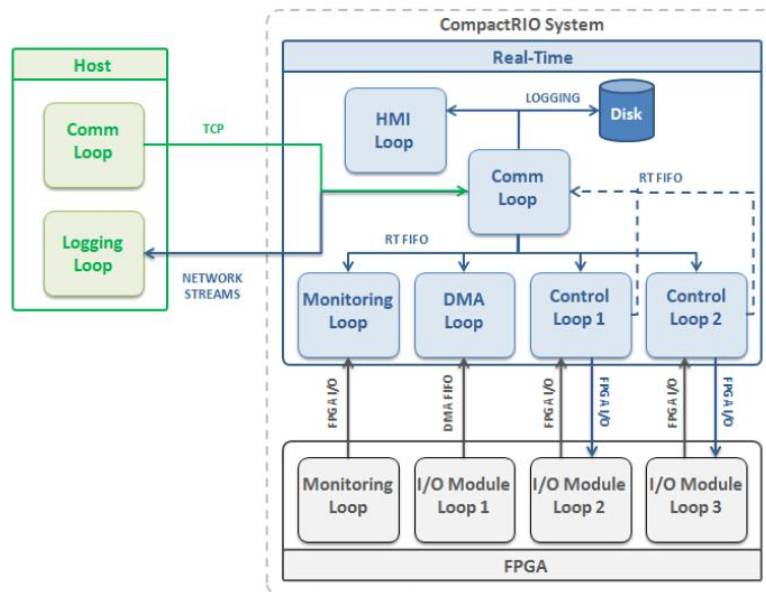 CompactRIO System
Host
Real-Time
Comm
Loop
TCP
Logging
Loop
NETWORK
STREAMS
HMI
Loop
LOGGING
Disk
Comm
Loop
RT FIFO
RT FIFO
Monitoring
Loop
DMA
Loop
Control
Loop 1
Control
Loop 2
FPGA I/O
DMA FIFO
FPGA I/O
FPGA I/O
FPGA I/O
FPGA I/O
Monitoring
Loop
I/O Module
Loop 1
I/O Module
Loop 2
I/O Module
Loop 3
FPGA